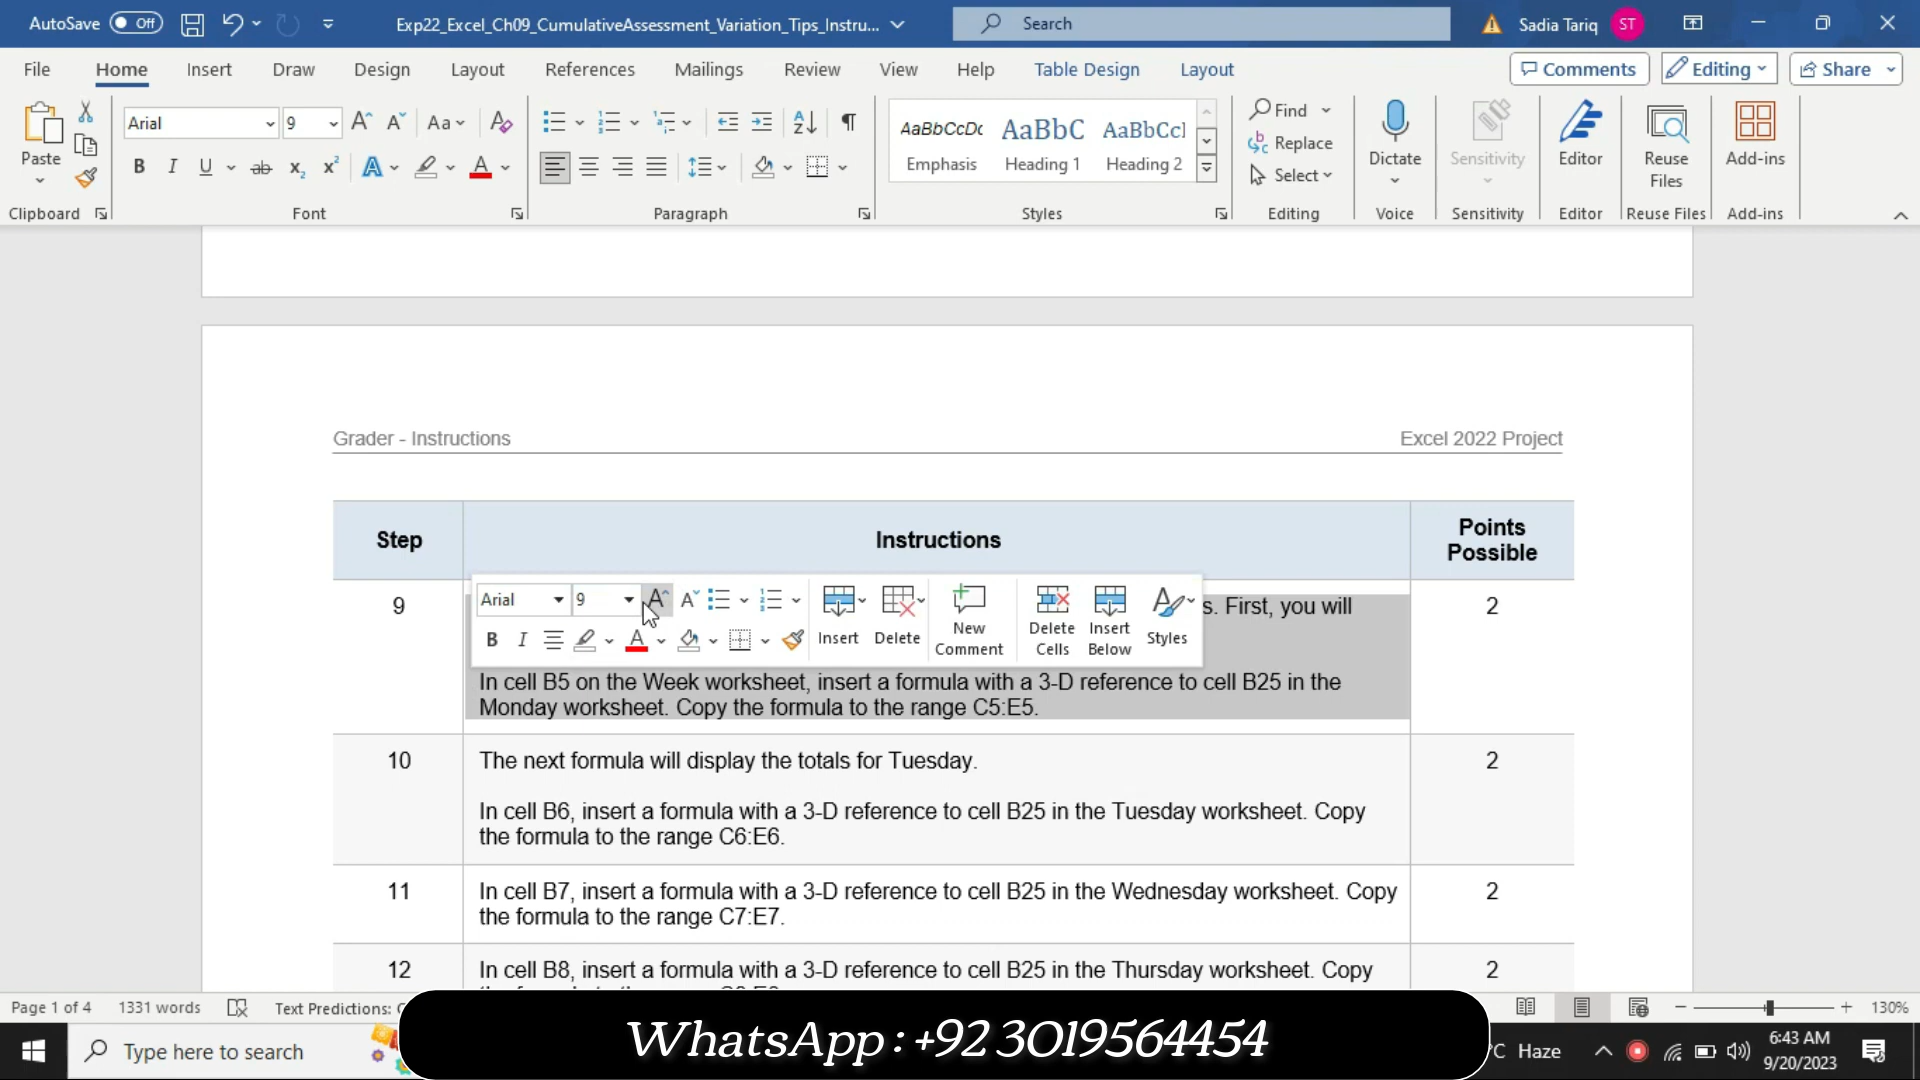 AutoSave Off Exp22_Excel_Ch09_CumulativeAssessment_Variation_Tips_Instru... Search Sadia Tariq ST
File Home Insert Draw Design Layout References Mailings Review View Help Table Design Layout Comments Editing Share
Arial 9 Aa AaBbCcDc AaBbC AaBbCcI Find
Paste Emphasis Heading 1 Heading 2 Replace Dictate Sensitivity Editor Reuse Files Add-ins
Select
Clipboard Font Paragraph Styles Editing Voice Sensitivity Editor Reuse Files Add-ins
Grader - Instructions Excel 2022 Project
Step Instructions Points Possible
Arial 9
Insert Delete New Comment Delete Cells Insert Below Styles
9 s. First, you will 2
In cell B5 on the Week worksheet, insert a formula with a 3-D reference to cell B25 in the
Monday worksheet. Copy the formula to the range C5:E5.
10 The next formula will display the totals for Tuesday. 2
In cell B6, insert a formula with a 3-D reference to cell B25 in the Tuesday worksheet. Copy
the formula to the range C6:E6.
11 In cell B7, insert a formula with a 3-D reference to cell B25 in the Wednesday worksheet. Copy 2
the formula to the range C7:E7.
12 In cell B8, insert a formula with a 3-D reference to cell B25 in the Thursday worksheet. Copy 2
Page 1 of 4 1331 words Text Predictions: 130%
WhatsApp : +92 3019564454
Type here to search C Haze 6:43 AM
9/20/2023